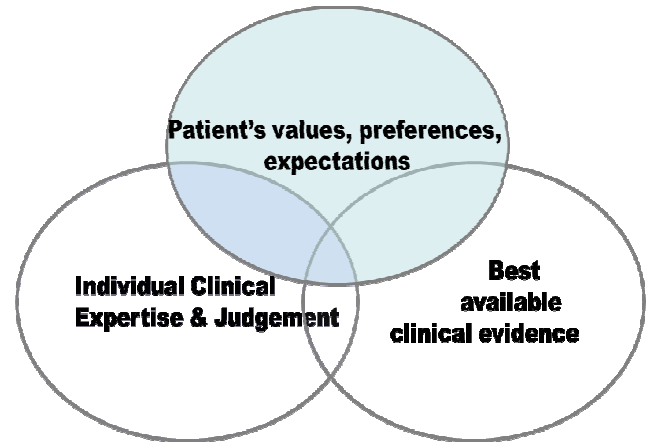 Patient's values, preferences,
expectations
Individual Clinical
Expertise & Judgement
Best
available
clinical evidence